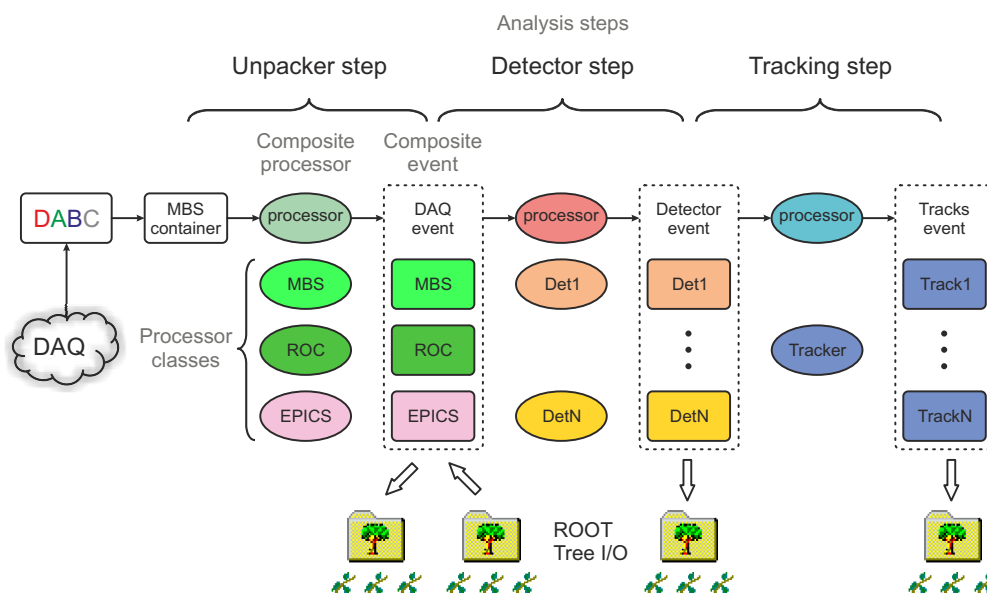 Analysis steps
Unpacker step
Detector step
Tracking step
Composite
processor
Composite
event
DABC
MBS
container
processor
DAQ
event
processor
Detector
event
processor
Tracks
event
DAQ
Processor
classes
MBS
MBS
Det1
Det1
Track1
ROC
ROC
Tracker
EPICS
EPICS
DetN
DetN
TrackN
ROOT
Tree I/O